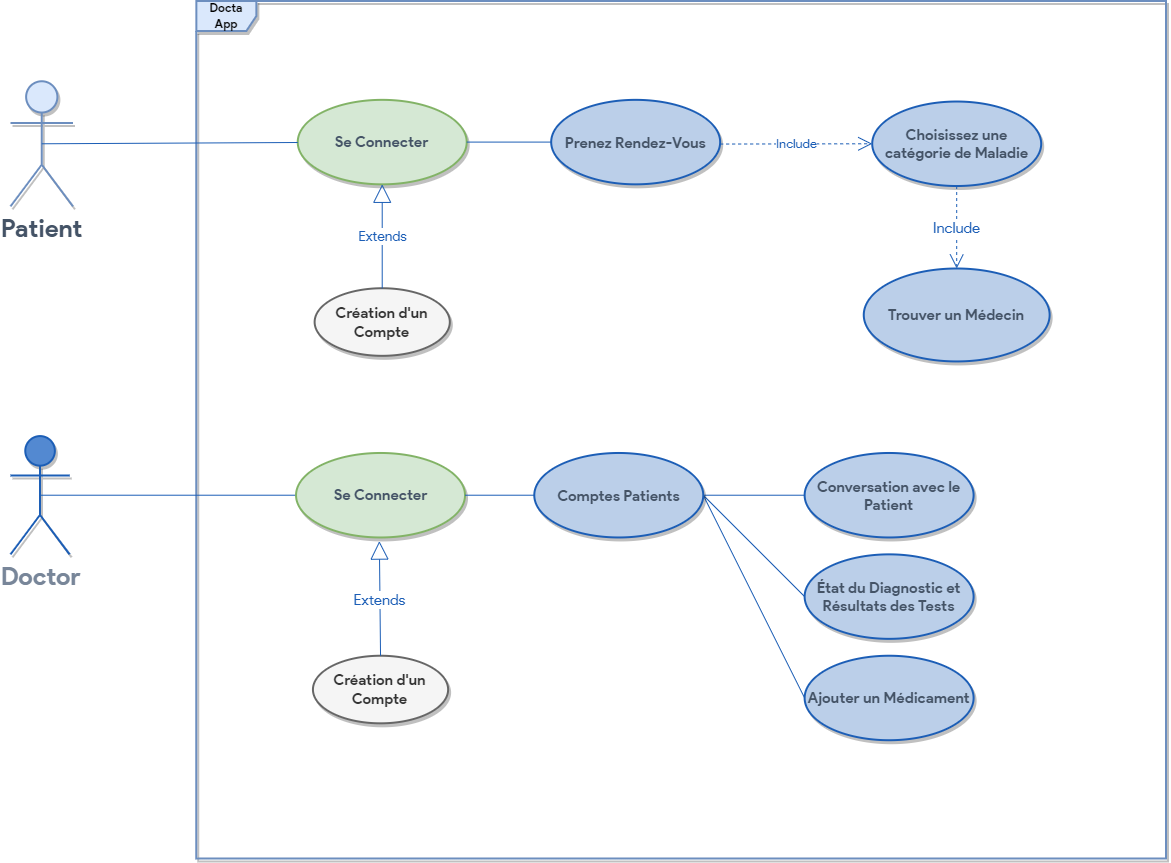 Docta
App
Se Connecter
Prenez Rendez-Vous
Include
Choisissez une
catégorie de Maladie
Patient
Extends
Include
Création d'un
Compte
Trouver un Médecin
Se Connecter
Comptes Patients
Conversation avec le
Patient
Doctor
Extends
État du Diagnostic et
Résultats des Tests
Création d'un
Compte
Ajouter un Médicament